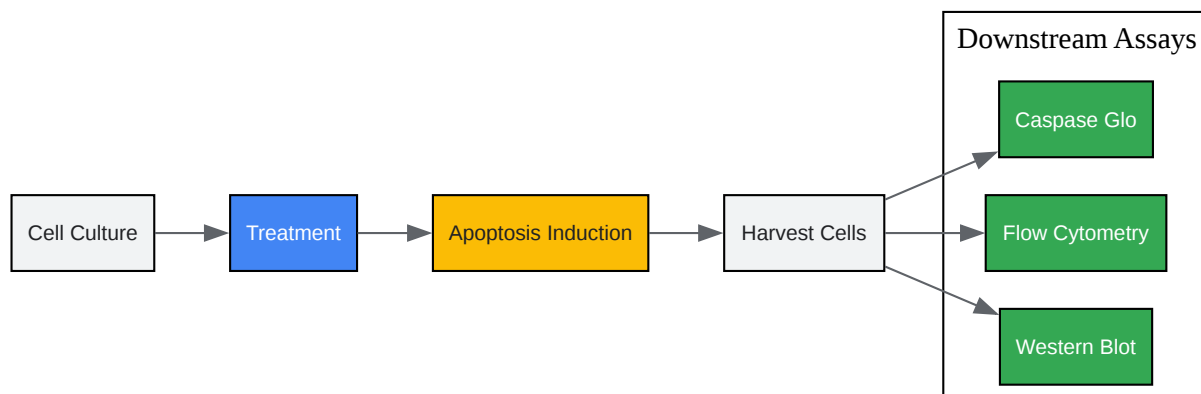 Downstream Assays
Caspase Glo
Cell Culture
Treatment
Apoptosis Induction
Harvest Cells
Flow Cytometry
Western Blot